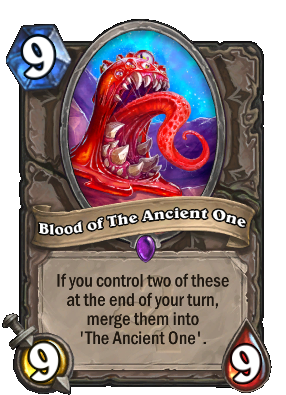 9
Blood of The Ancient One
If you control two of these
at the end of your turn,
merge them into
'The Ancient One'.
9 9